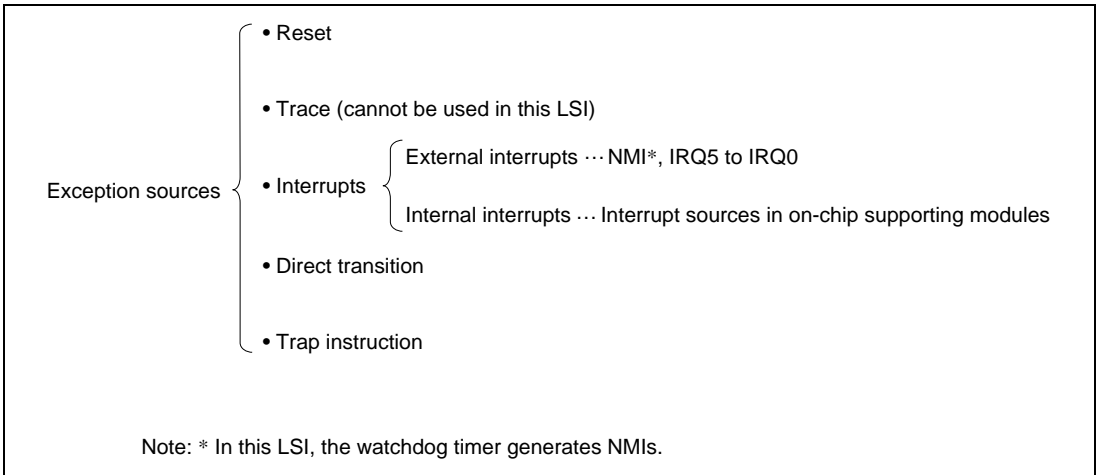 • Reset
• Trace (cannot be used in this LSI)
External interrupts ··· NMI*, IRQ5 to IRQ0
Exception sources
• Interrupts
Internal interrupts ··· Interrupt sources in on-chip supporting modules
• Direct transition
• Trap instruction
Note: * In this LSI, the watchdog timer generates NMIs.